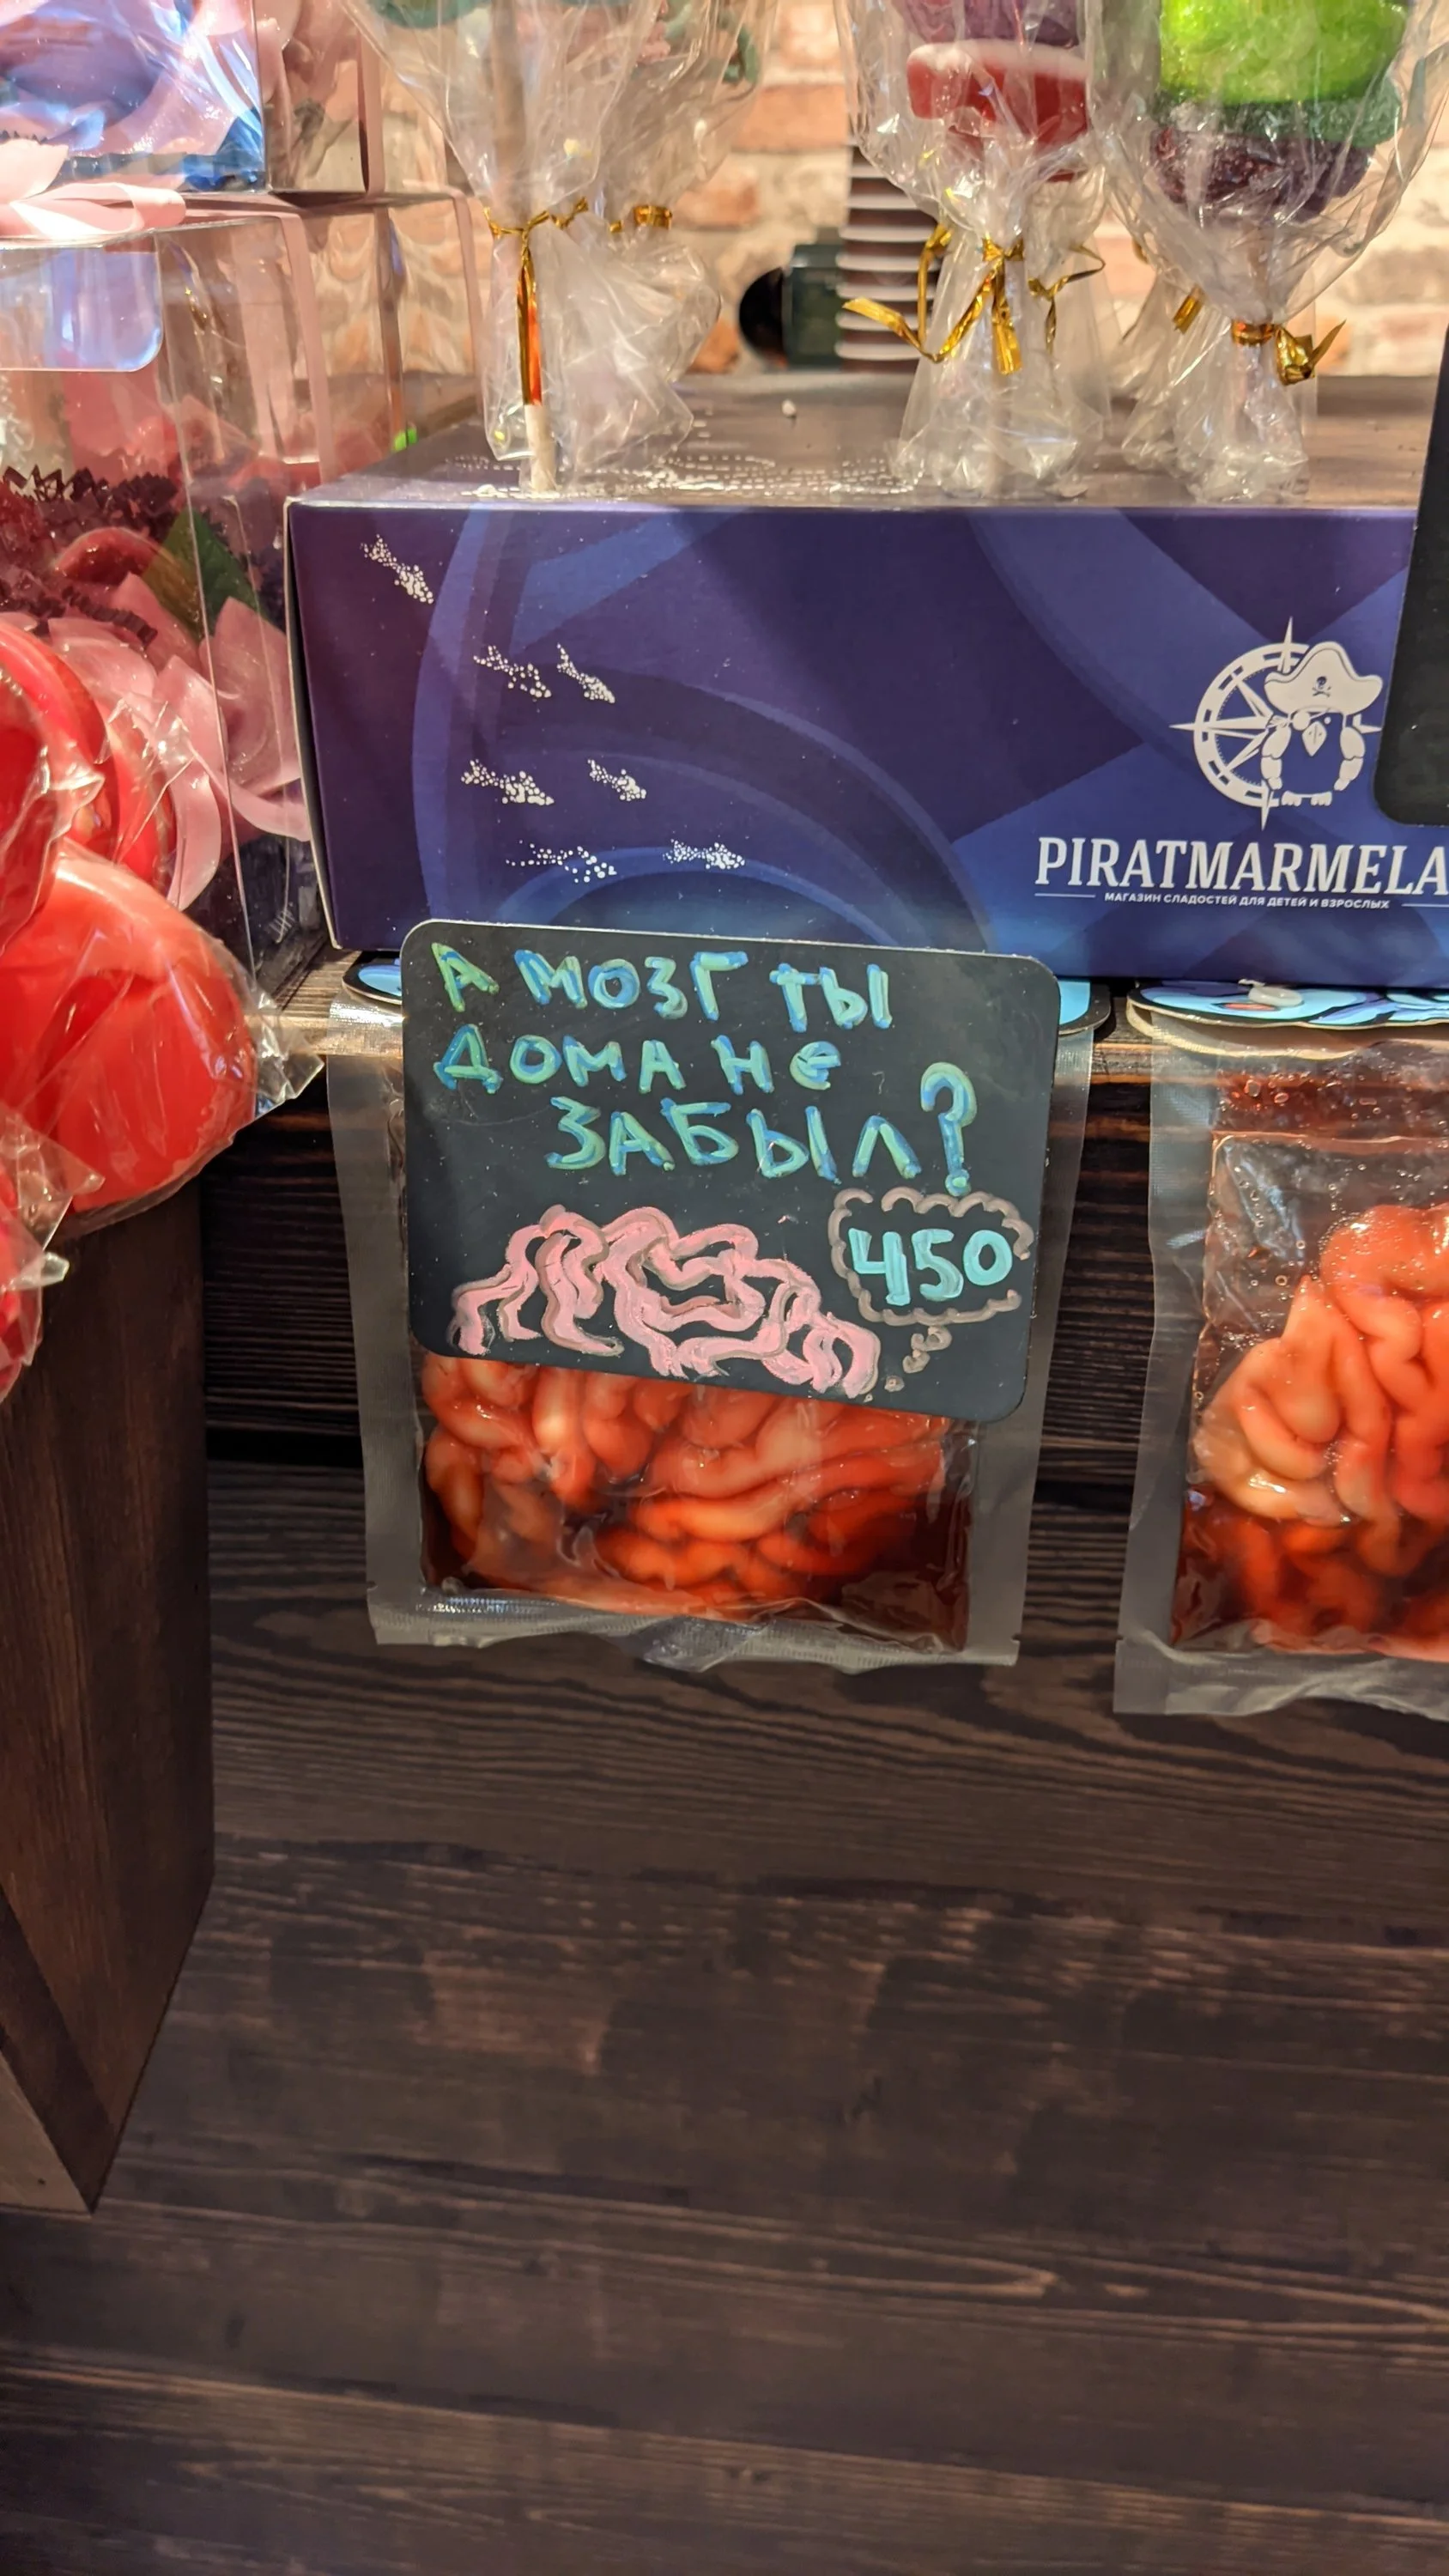 PIRATMARMELA
МАГАЗИН СЛАДОСТЕЙ ДЛЯ ДЕТЕЙ И ВЗРОСЛЫХ
А МОЗГ ТЫ
ДОМА НЕ
ЗАБЫЛ?
450